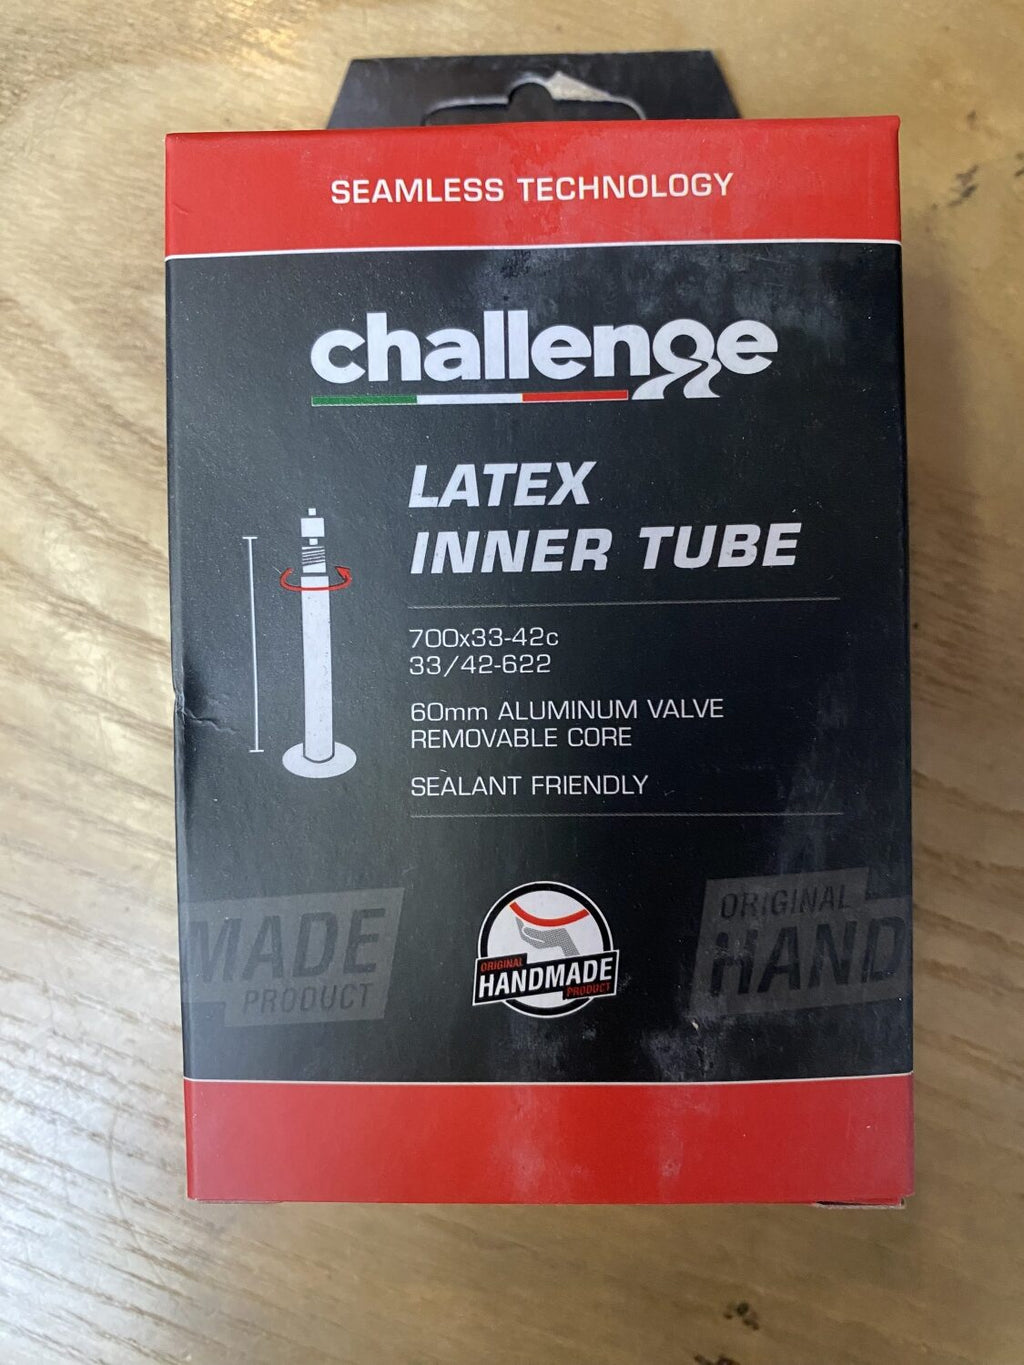 SEAMLESS TECHNOLOGY
challenge
LATEX
INNER TUBE
700x33-42c
33/42-622
60mm ALUMINUM VALVE
REMOVABLE CORE
SEALANT FRIENDLY
MADE
PRODUCT
ORIGINAL
HANDMADE
PRODUCT
ORIGINAL
HAND